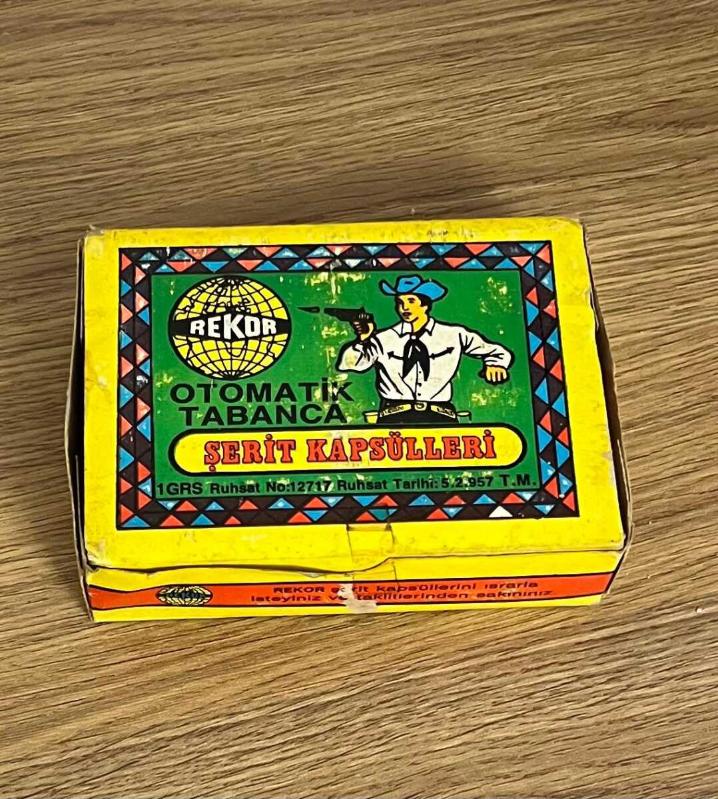 REKOR
OTOMATİK
TABANCA
ŞERİT KAPSÜLLERİ
1GRS Ruhsat No:12717 Ruhsat Tarihi: 5.2.957 T.M.
REKOR şerit kapsüllerini ısrarla
isteyiniz ve taklitlerinden sakınınız